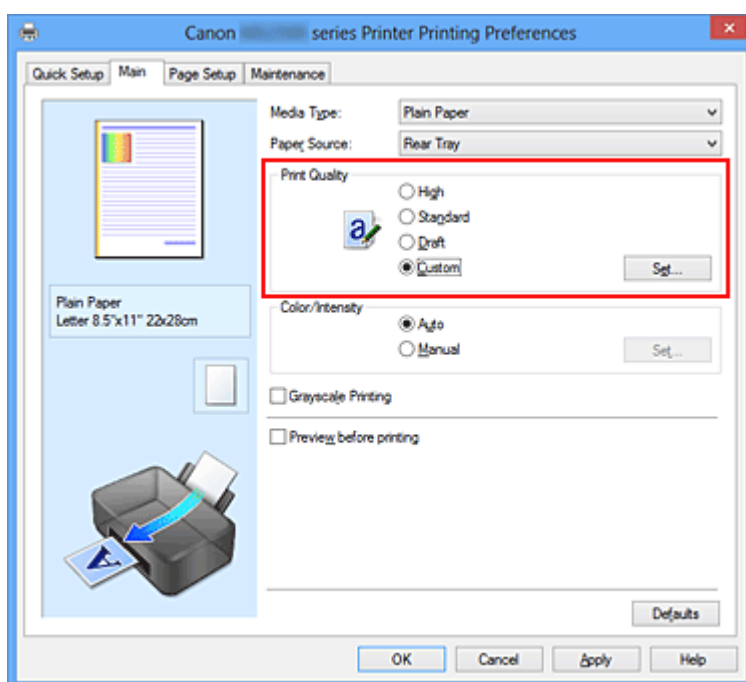 Canon series Printer Printing Preferences
Quick Setup Main Page Setup Maintenance
Media Type: Plain Paper
Paper Source: Rear Tray
Print Quality
High
Standard
Draft
Custom Set...
Plain Paper
Letter 8.5"x11" 22x28cm
Color/Intensity
Auto
Manual Set...
Grayscale Printing
Preview before printing
Defaults
OK Cancel Apply Help